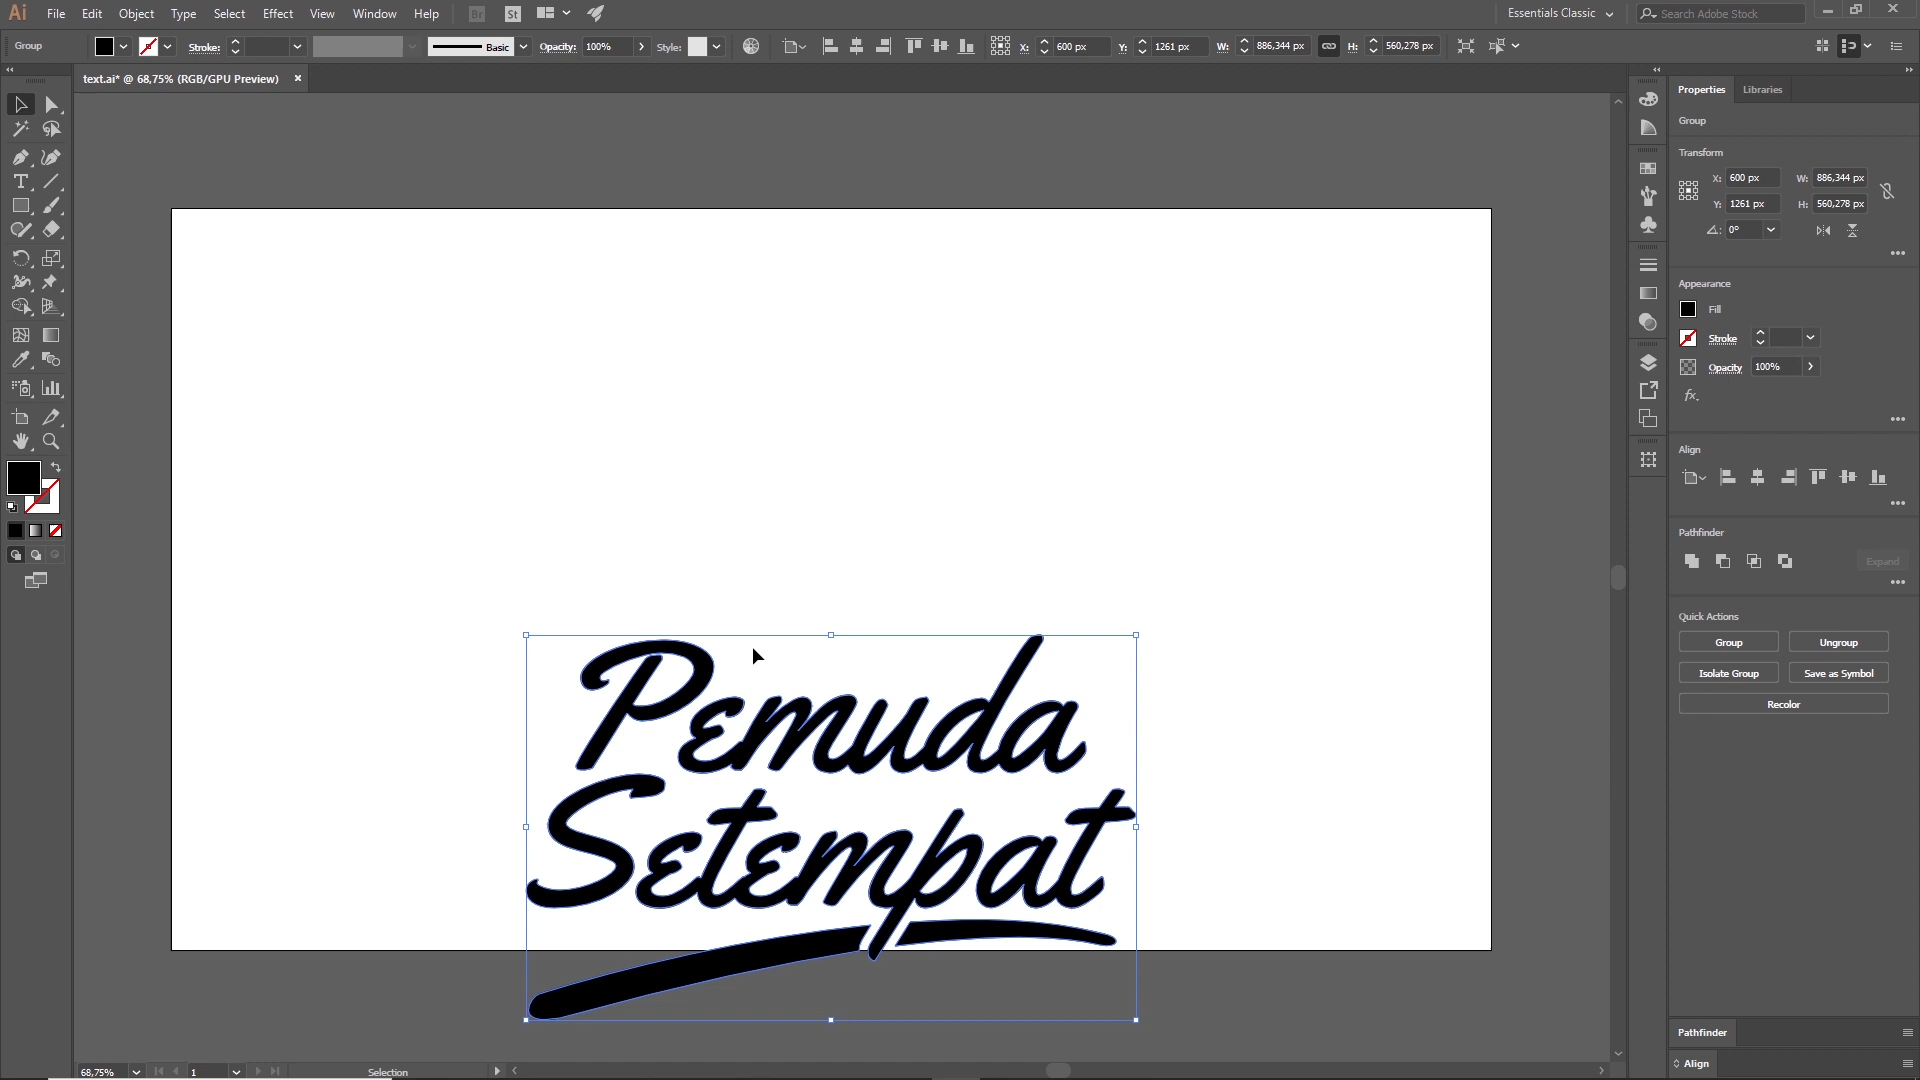 Ai File Edit Object Type Select Effect View Window Help Br St Essentials Classic Search Adobe Stock
Group Stroke: Basic Opacity: 100% Style: X: 600 px Y: 1261 px W: 886,344 px H: 560,278 px
text.ai* @ 68,75% (RGB/GPU Preview) ×
Properties Libraries
Group
Transform
X: 600 px W: 886,344 px
Y: 1261 px H: 560,278 px
0°
Appearance
Fill
Stroke
Opacity 100%
fx.
Align
Pathfinder
Expand
Quick Actions
Group Ungroup
Isolate Group Save as Symbol
Recolor
Pemuda
Setempat
Pathfinder
Align
68,75% 1 Selection